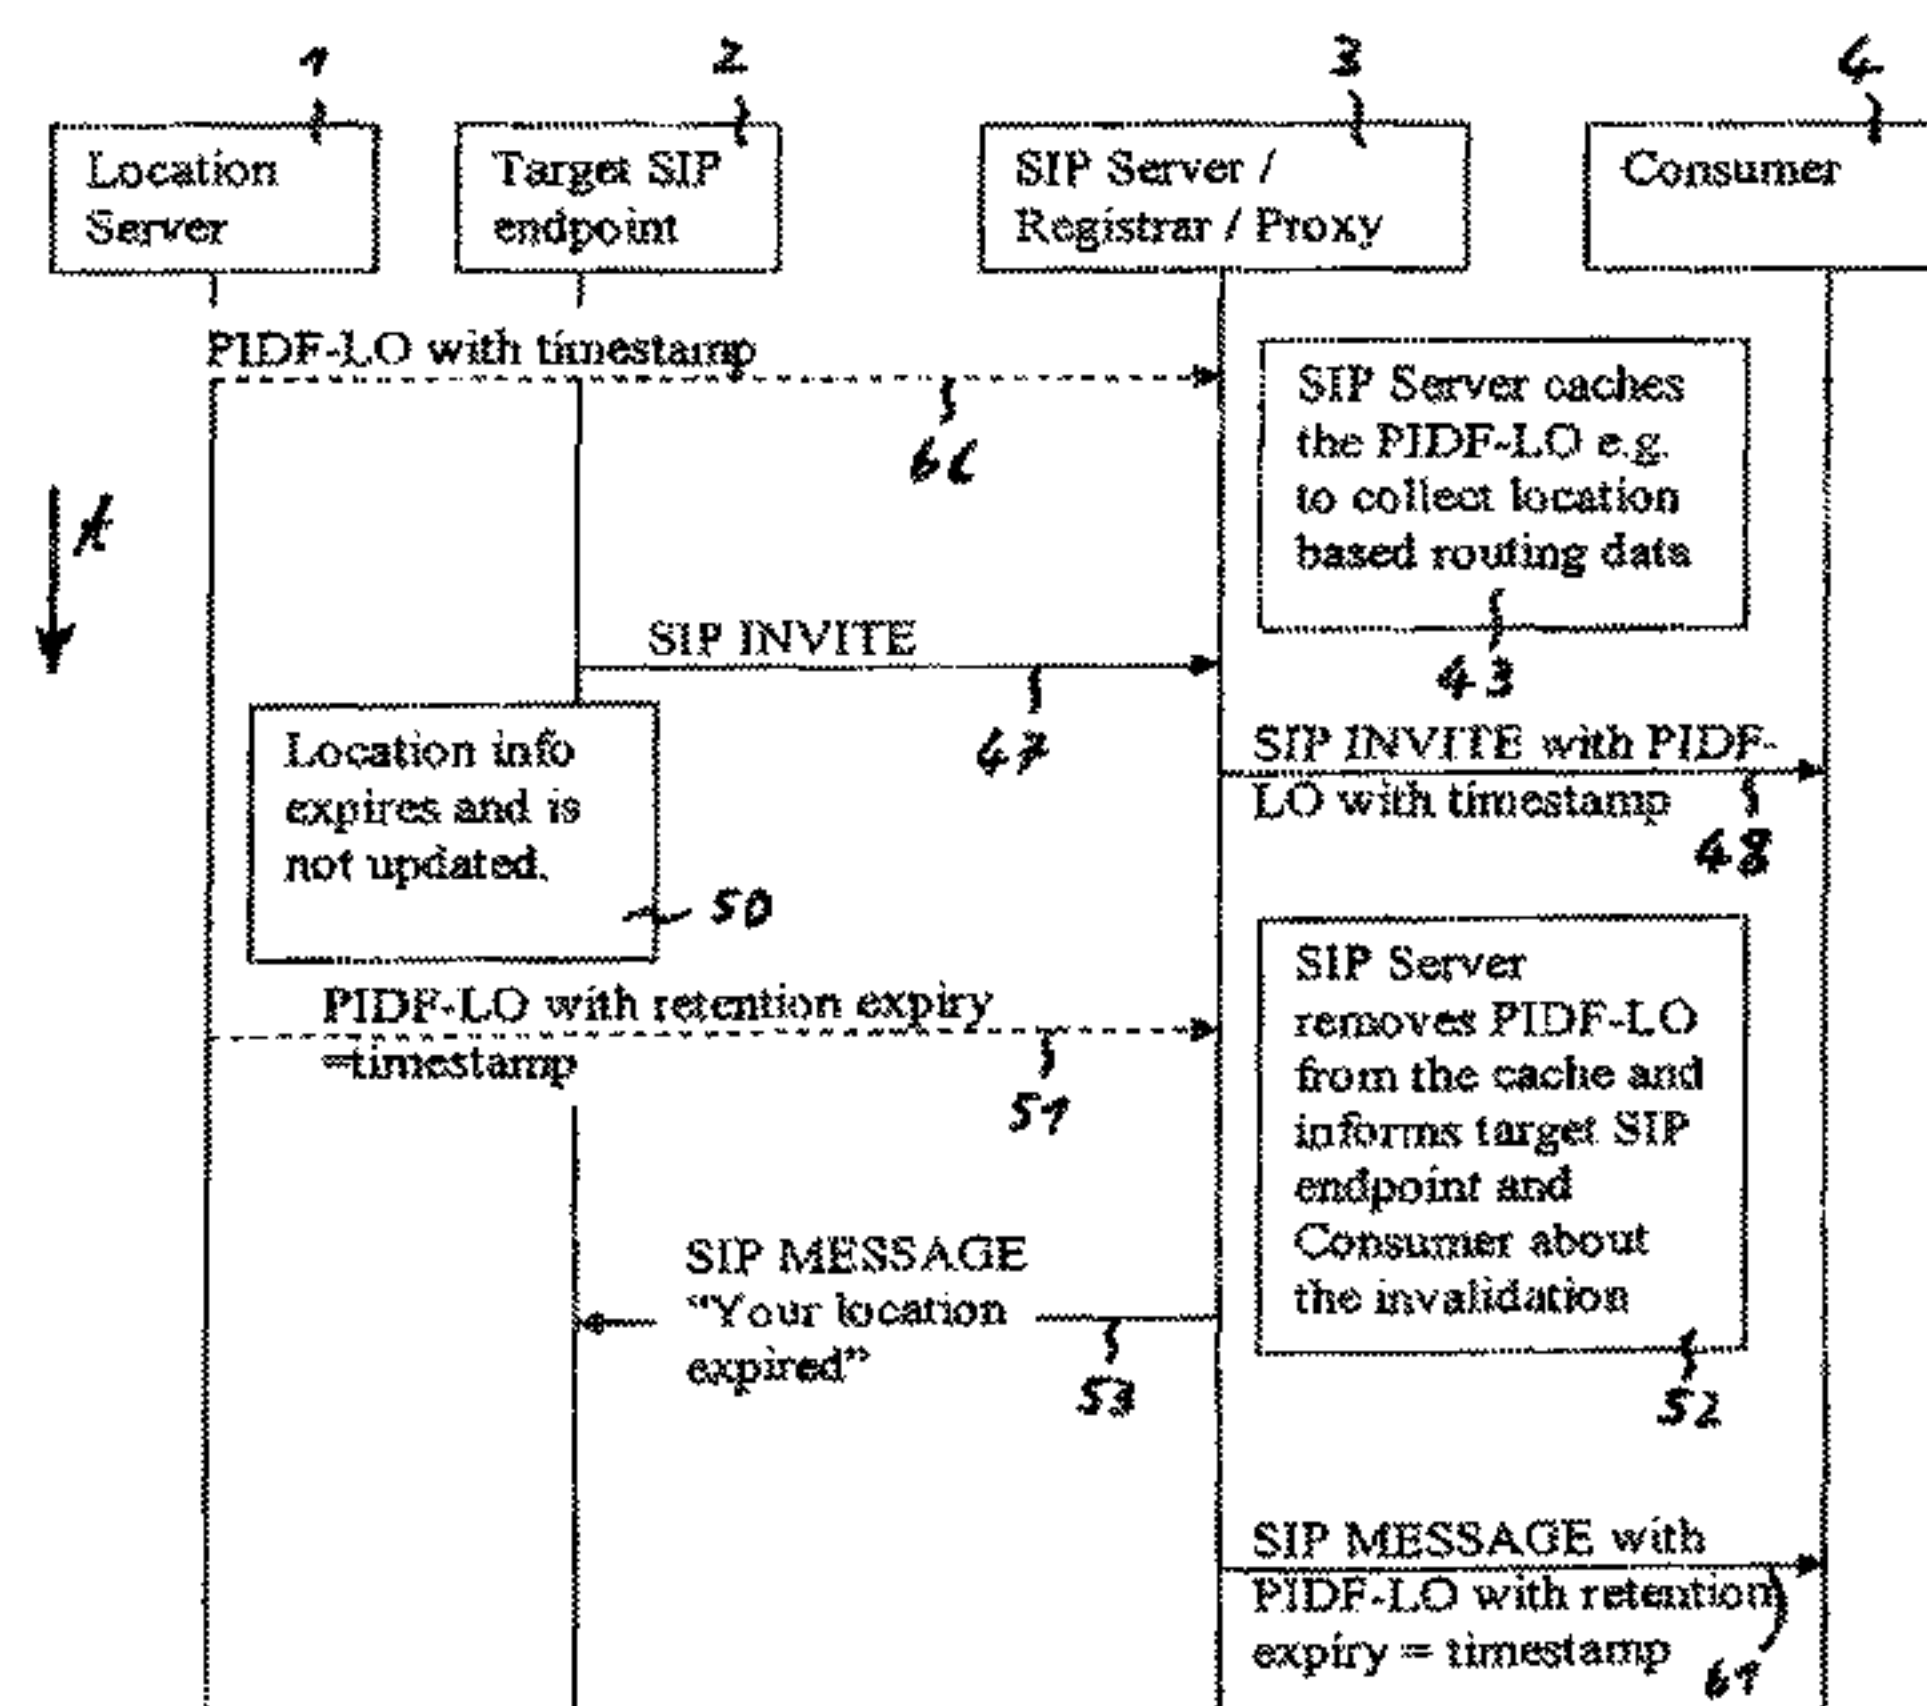 1
2
3
4
Location
Server
Target SIP
endpoint
SIP Server /
Registrar / Proxy
Consumer
PIDF-LO with timestamp
66
SIP Server caches
the PIDF-LO e.g.
to collect location
based routing data
43
SIP INVITE
47
SIP INVITE with PIDF-
LO with timestamp
48
Location info
expires and is
not updated.
50
PIDF-LO with retention expiry
=timestamp
51
SIP Server
removes PIDF-LO
from the cache and
informs target SIP
endpoint and
Consumer about
the invalidation
52
SIP MESSAGE
“Your location
expired”
53
SIP MESSAGE with
PIDF-LO with retention
expiry = timestamp
61